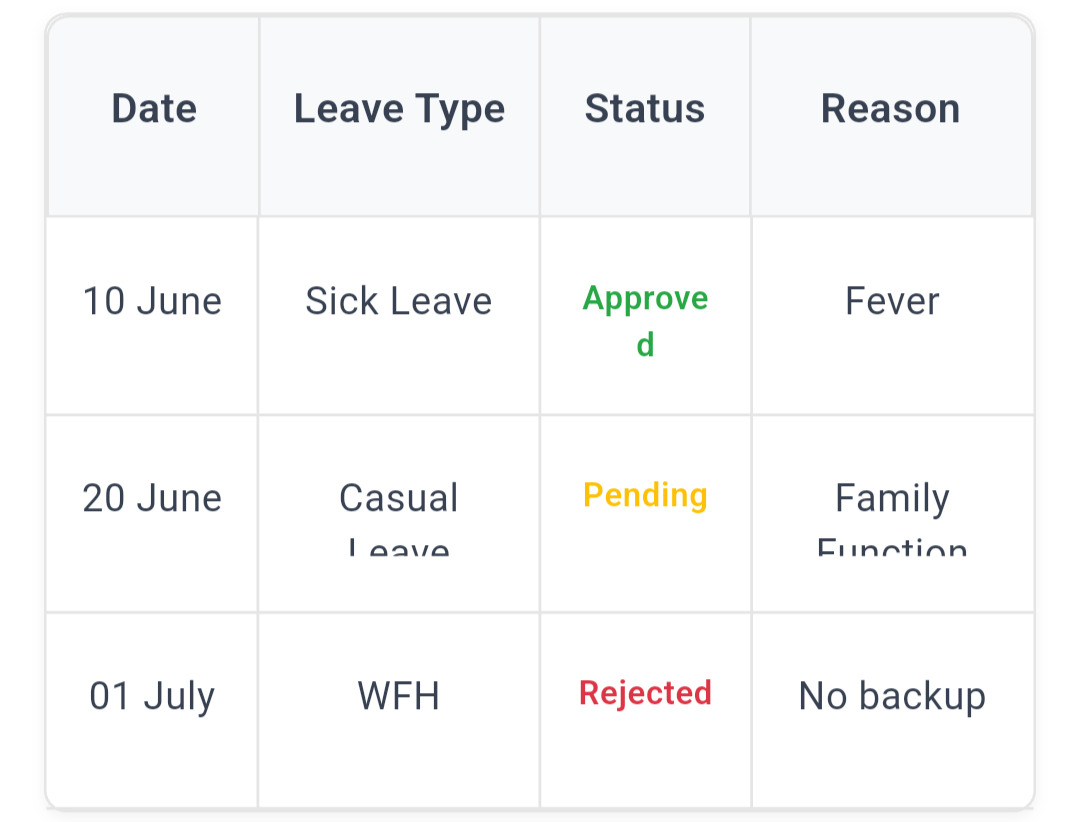 Date Leave Type Status Reason
10 June Sick Leave Approve Fever
d
20 June Casual Pending Family
Leave Function
01 July WFH Rejected No backup